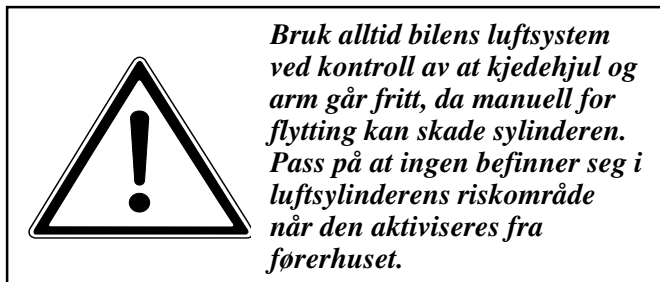 Bruk alltid bilens luftsystem
ved kontroll av at kjedehjul og
arm går fritt, da manuell for
flytting kan skade sylinderen.
Pass på at ingen befinner seg i
luftsylinderens riskområde
når den aktiviseres fra
førerhuset.